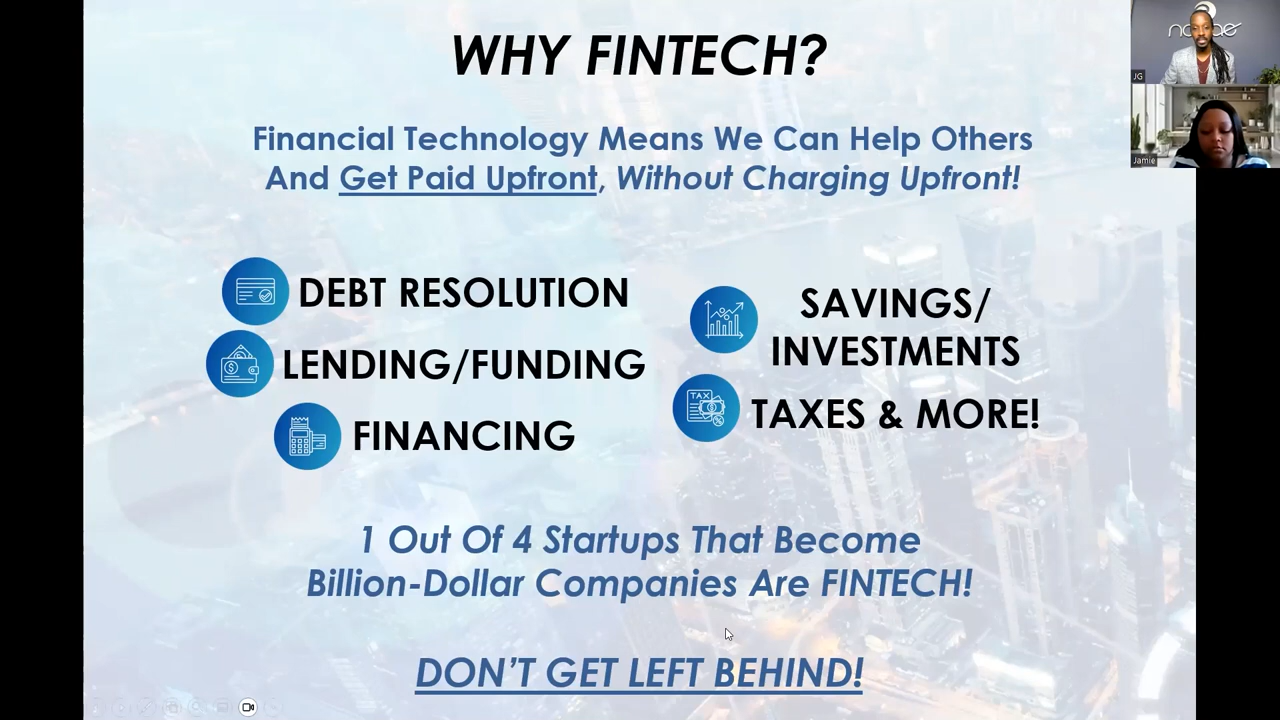 WHY FINTECH?
Financial Technology Means We Can Help Others
And Get Paid Upfront, Without Charging Upfront!
DEBT RESOLUTION
LENDING/FUNDING
FINANCING
SAVINGS/
INVESTMENTS
TAX
TAXES & MORE!
1 Out Of 4 Startups That Become
Billion-Dollar Companies Are FINTECH!
DON'T GET LEFT BEHIND!
JG
Jamie